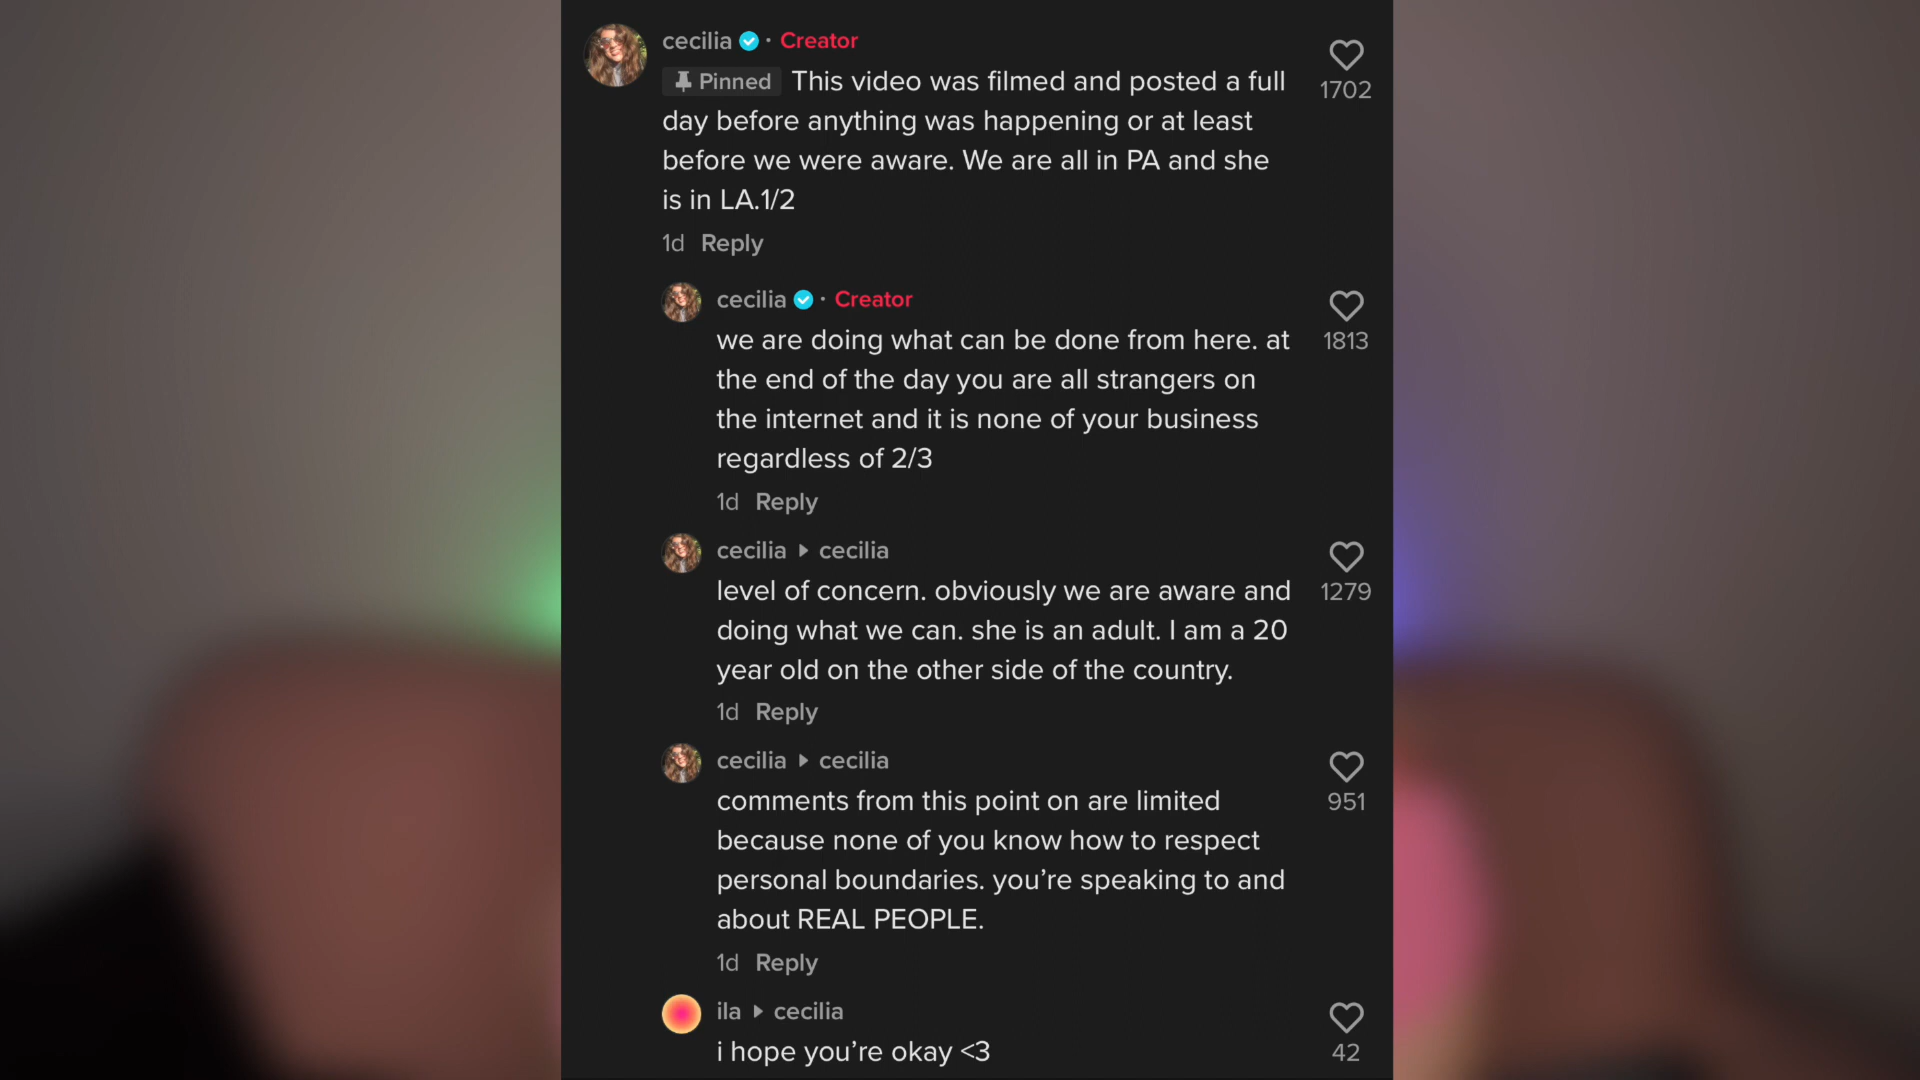 cecilia · Creator
1702
Pinned This video was filmed and posted a full
day before anything was happening or at least
before we were aware. We are all in PA and she
is in LA.1/2
1d Reply
cecilia · Creator
1813
we are doing what can be done from here. at
the end of the day you are all strangers on
the internet and it is none of your business
regardless of 2/3
1d Reply
cecilia ▸ cecilia
1279
level of concern. obviously we are aware and
doing what we can. she is an adult. I am a 20
year old on the other side of the country.
1d Reply
cecilia ▸ cecilia
951
comments from this point on are limited
because none of you know how to respect
personal boundaries. you’re speaking to and
about REAL PEOPLE.
1d Reply
ila ▸ cecilia
i hope you’re okay <3
42